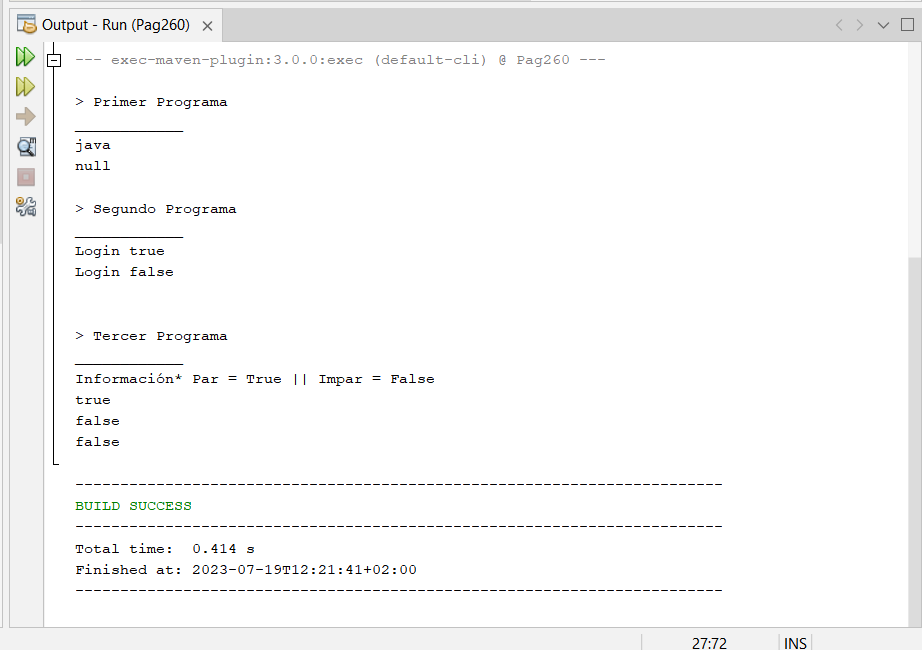 Output - Run (Pag260)
--- exec-maven-plugin:3.0.0:exec (default-cli) @ Pag260 ---
> Primer Programa
____________
java
null
> Segundo Programa
____________
Login true
Login false
> Tercer Programa
____________
Información* Par = True || Impar = False
true
false
false
------------------------------------------------------------------------
BUILD SUCCESS
------------------------------------------------------------------------
Total time:  0.414 s
Finished at: 2023-07-19T12:21:41+02:00
------------------------------------------------------------------------
27:72 INS